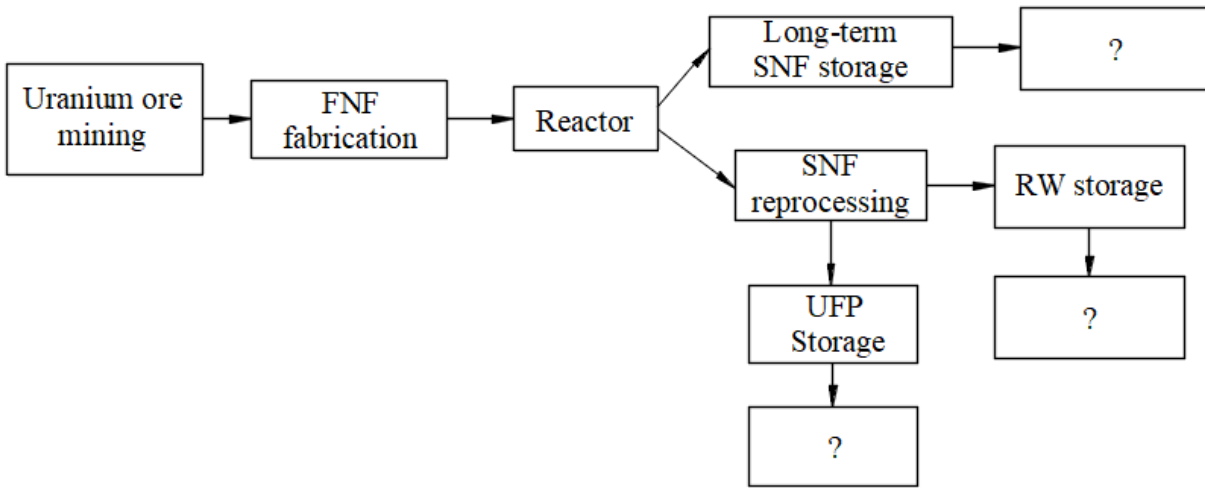 Uranium ore
mining
FNF
fabrication
Reactor
Long-term
SNF storage
?
SNF
reprocessing
RW storage
?
UFP
Storage
?